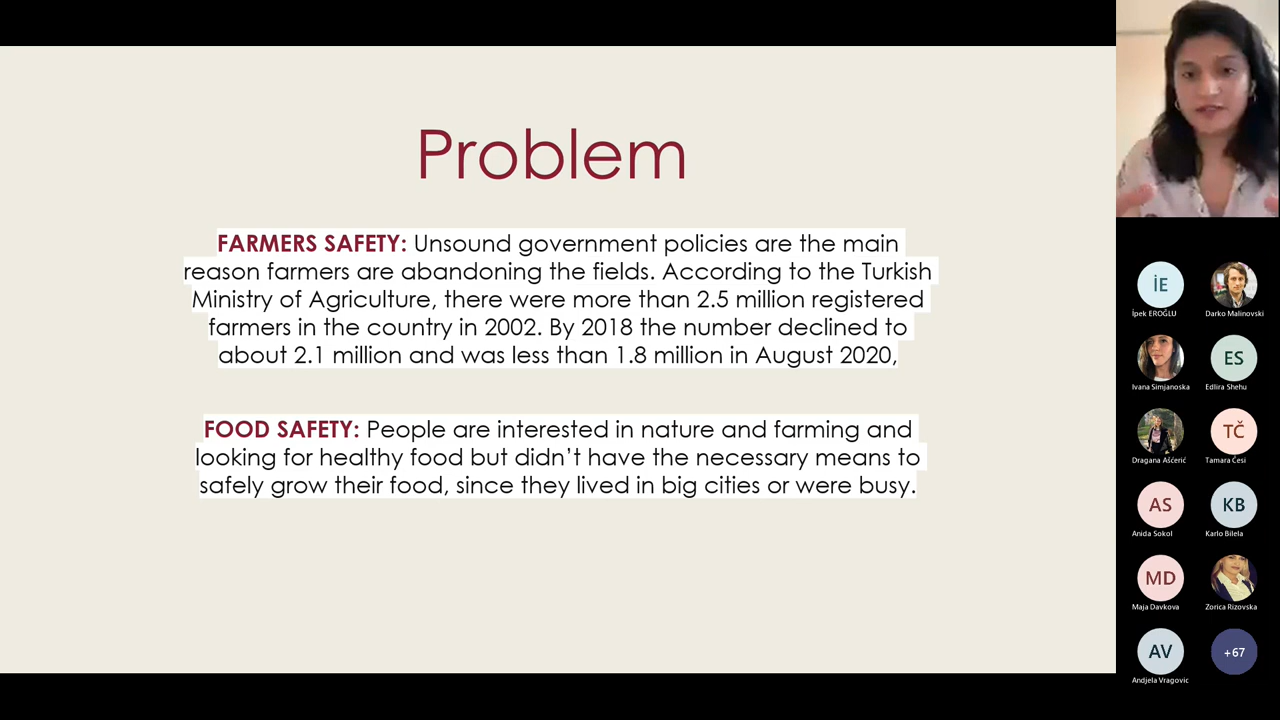 Problem
FARMERS SAFETY: Unsound government policies are the main
reason farmers are abandoning the fields. According to the Turkish
Ministry of Agriculture, there were more than 2.5 million registered
farmers in the country in 2002. By 2018 the number declined to
about 2.1 million and was less than 1.8 million in August 2020,
FOOD SAFETY: People are interested in nature and farming and
looking for healthy food but didn’t have the necessary means to
safely grow their food, since they lived in big cities or were busy.
İE
İpek EROĞLU
Darko Malinovski
Ivana Simjanoska
ES
Edlira Shehu
Dragana Aščerić
TČ
Tamara Česi
AS
Anida Sokol
KB
Karlo Bilela
MD
Maja Davkova
Zorica Rizovska
AV
Andjela Vragovic
+67